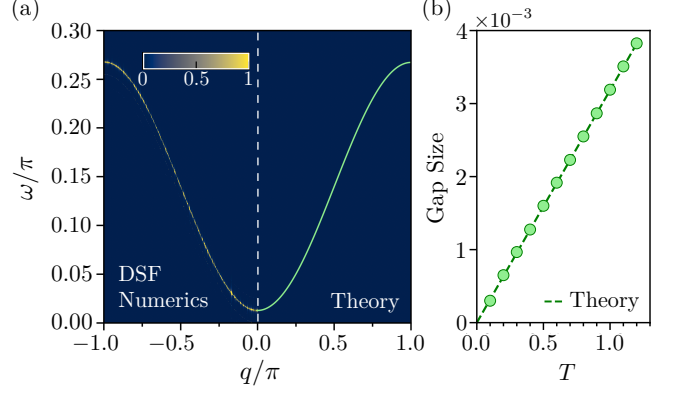 (a)
0.30
0.25
0.20
0.15
0.10
0.05
0.00
ω/π
0
0.5
1
DSF
Numerics
Theory
−1.0
−0.5
0.0
0.5
1.0
q/π
(b)
×10⁻³
4
3
2
1
0
Gap Size
Theory
0.0
0.5
1.0
T